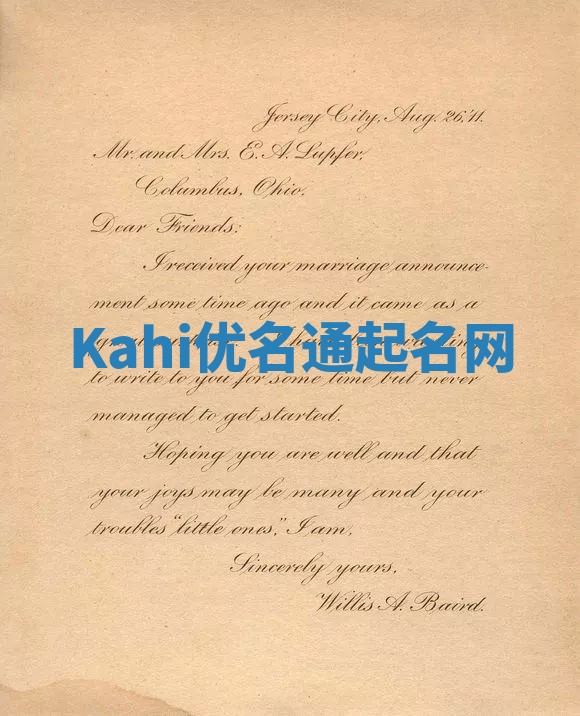 Jersey City, Aug. 26,'11.
Mr. and Mrs. E. A. Lupfer,
Columbus, Ohio.
Dear Friends:
I received your marriage announce-
ment some time ago and it came as a
Kahi优名通起名网
to write to you for some time but never
managed to get started.
Hoping you are well and that
your joys may be many and your
troubles "little ones," I am,
Sincerely yours,
Willis A. Baird.